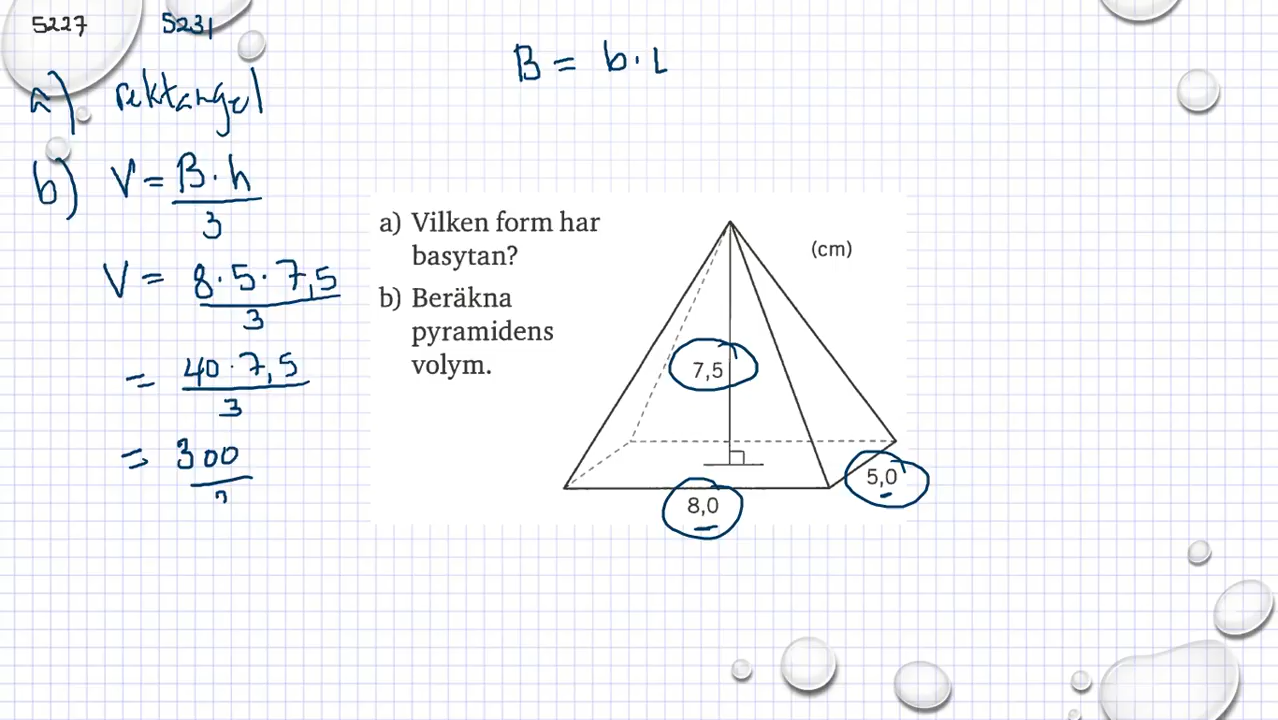 5227 5231
a) rektangel
B = b · L
b) V = B · h / 3
V = 8 · 5 · 7,5 / 3
= 40 · 7,5 / 3
= 300 /
a) Vilken form har
basytan?
b) Beräkna
pyramidens
volym.
(cm)
7,5
5,0
8,0